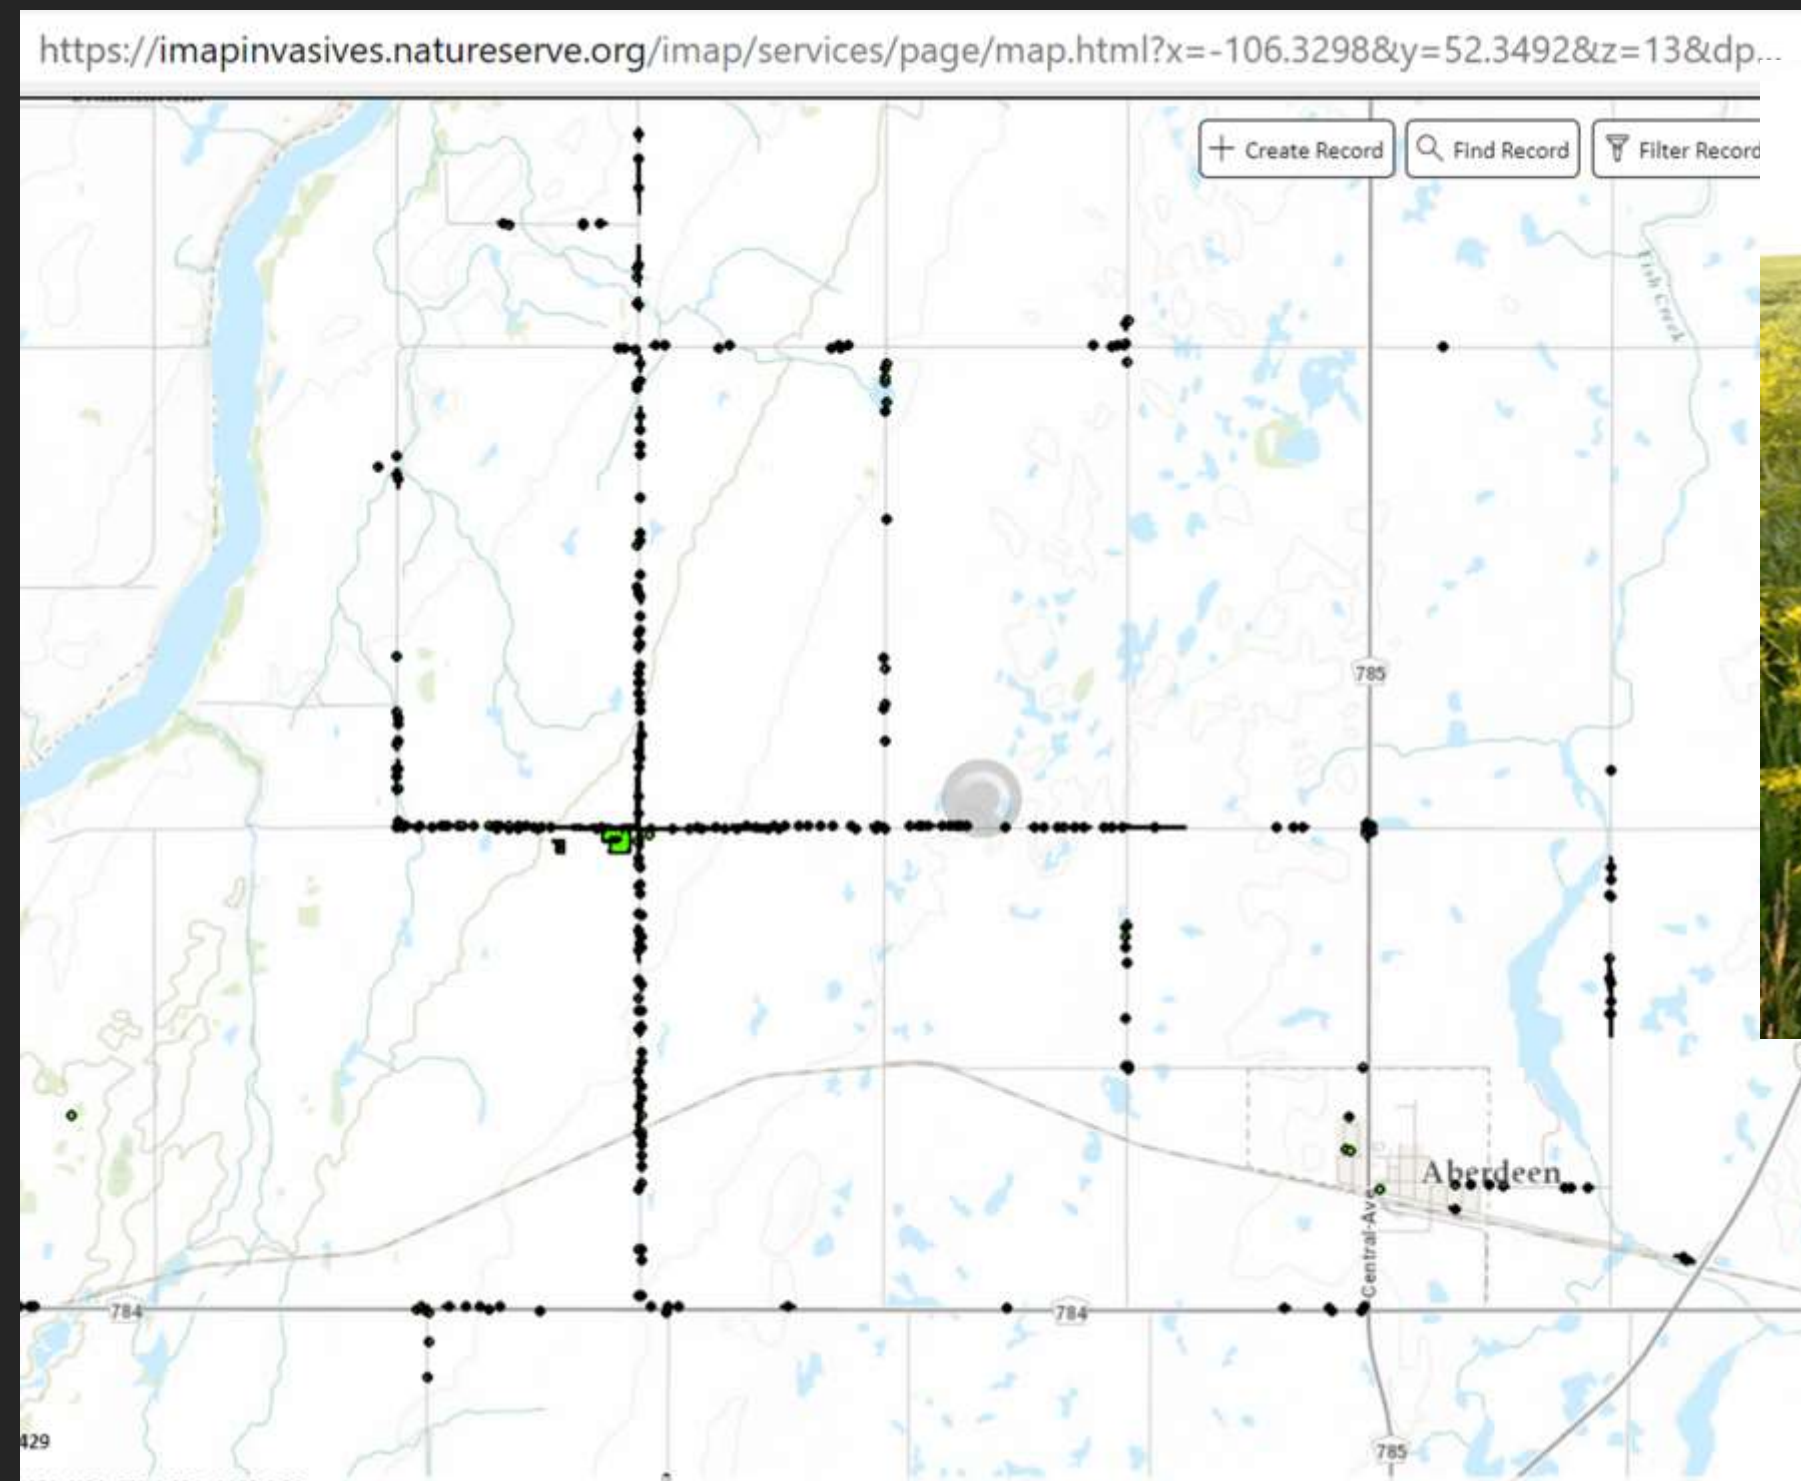 https://imapinvasives.natureserve.org/imap/services/page/map.html?x=-106.3298&y=52.3492&z=13&dp...
+ Create Record
Find Record
Filter Record
Fish Creek
785
Aberdeen
Central-Ave
784
784
429
785